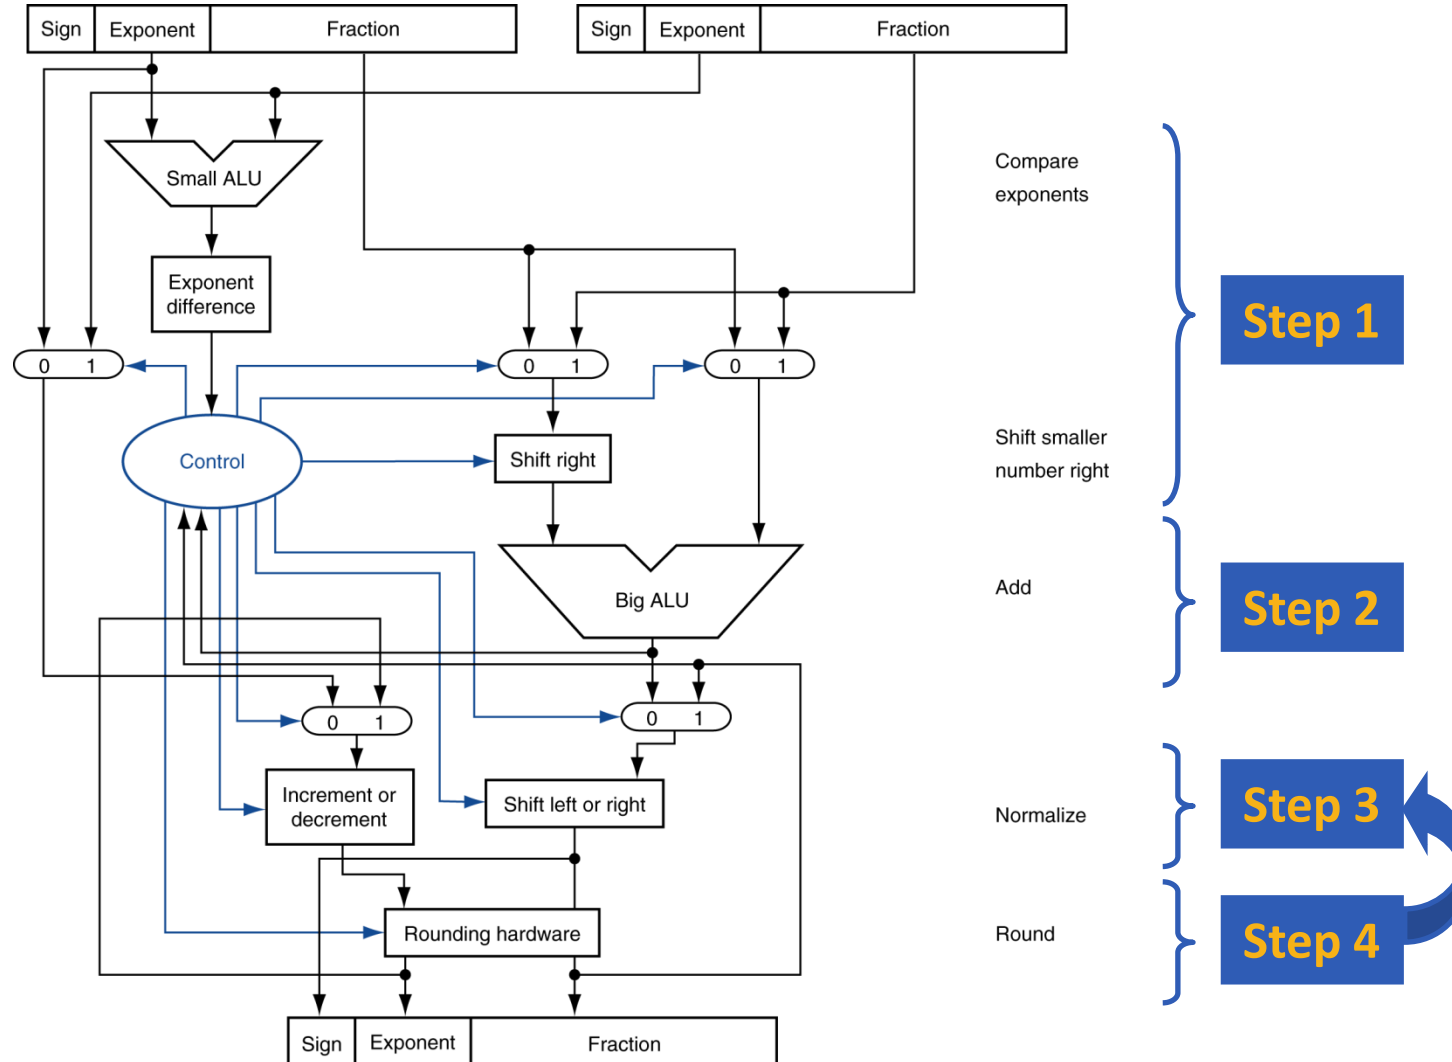 Sign Exponent Fraction Sign Exponent Fraction
Compare
exponents
Step 1
Small ALU
Exponent
difference
0 1 0 1 0 1
Shift smaller
number right
Control
Shift right
Add
Step 2
Big ALU
0 1 0 1
Increment or
decrement
Shift left or right
Normalize
Step 3
Rounding hardware
Round
Step 4
Sign Exponent Fraction